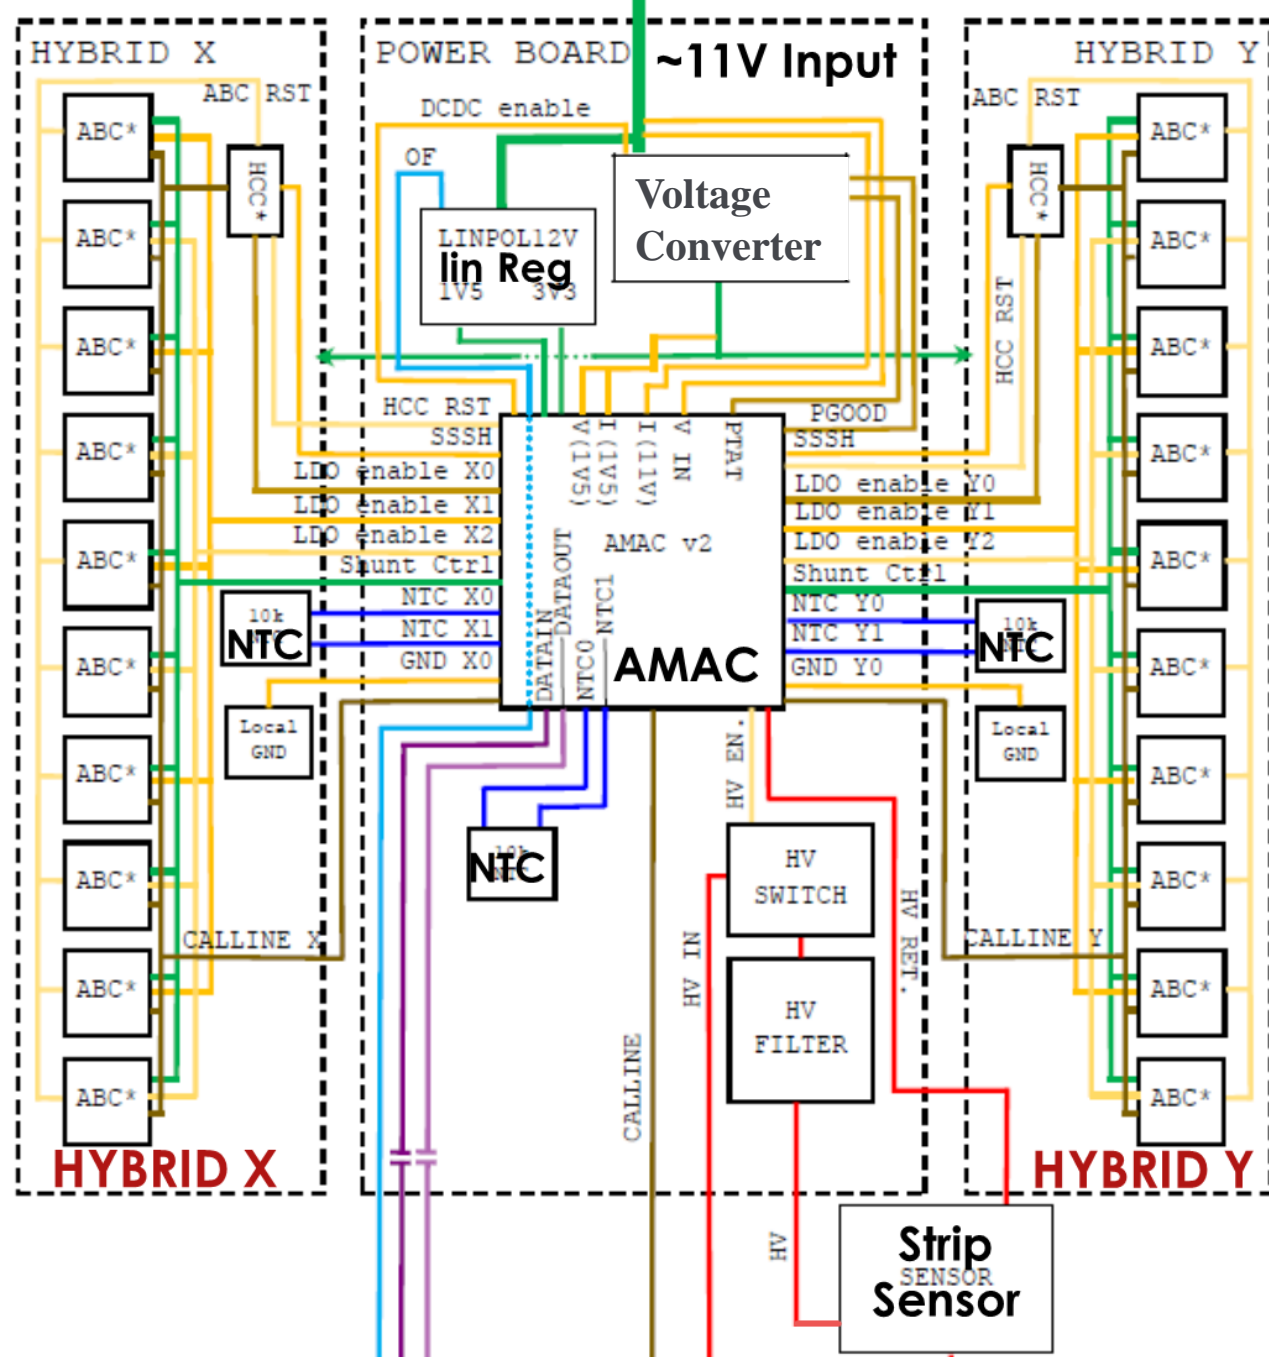 HYBRID X
ABC RST
ABC*
ABC*
ABC*
ABC*
ABC*
ABC*
ABC*
ABC*
ABC*
ABC*
HCC*
10k
NTC
Local
GND
CALLINE X
HYBRID X
POWER BOARD
~11V Input
DCDC enable
OF
LINPOL12V
lin Reg
1V5 3V3
Voltage
Converter
HCC RST
SSSH
LDO enable X0
LDO enable X1
LDO enable X2
Shunt Ctrl
NTC X0
NTC X1
GND X0
V(1V5)
I(1V5)
I(11V)
V IN
PTAT
AMAC v2
DATAIN
DATAOUT
NTC0
NTC1
AMAC
PGOOD
SSSH
LDO enable Y0
LDO enable Y1
LDO enable Y2
Shunt Ctrl
NTC Y0
NTC Y1
GND Y0
10k
NTC
HV EN.
HV
SWITCH
HV IN
HV RET.
HV
FILTER
CALLINE
HV
Strip
SENSOR
Sensor
HYBRID Y
ABC RST
HCC*
HCC RST
ABC*
ABC*
ABC*
ABC*
ABC*
ABC*
ABC*
ABC*
ABC*
ABC*
10k
NTC
Local
GND
CALLINE Y
HYBRID Y